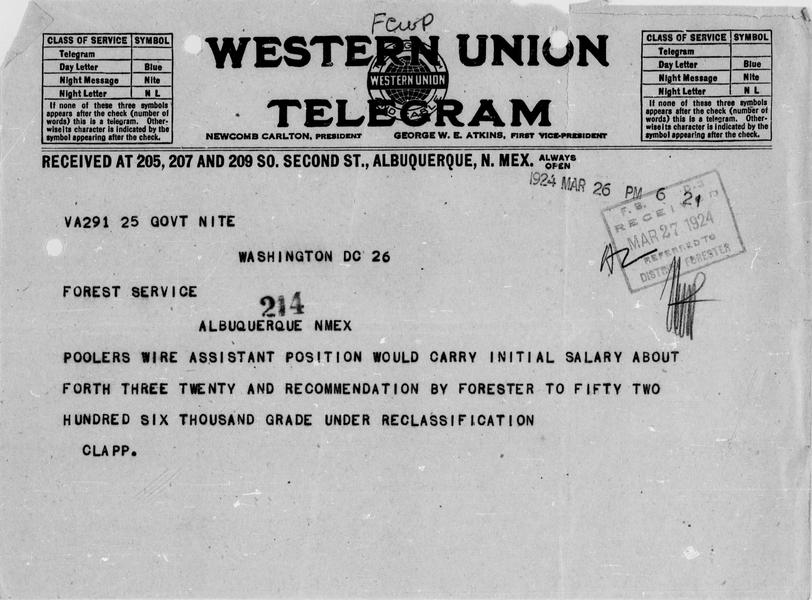 FCWP
CLASS OF SERVICE SYMBOL
Telegram
Day Letter Blue
Night Message Nite
Night Letter N L
If none of these three symbols
appears after the check (number of
words) this is a telegram. Other-
wise its character is indicated by the
symbol appearing after the check.
WESTERN UNION
WESTERN UNION
TELEGRAM
NEWCOMB CARLTON, PRESIDENT GEORGE W. E. ATKINS, FIRST VICE-PRESIDENT
CLASS OF SERVICE SYMBOL
Telegram
Day Letter Blue
Night Message Nite
Night Letter N L
If none of these three symbols
appears after the check (number of
words) this is a telegram. Other-
wise its character is indicated by the
symbol appearing after the check.
RECEIVED AT 205, 207 AND 209 SO. SECOND ST., ALBUQUERQUE, N. MEX. ALWAYS OPEN
1924 MAR 26 PM 6 21
F. S. D-3
RECEIVED
MAR 27 1924
REFERRED TO
DISTRICT FORESTER
VA291 25 GOVT NITE
WASHINGTON DC 26
FOREST SERVICE
214
ALBUQUERQUE NMEX
POOLERS WIRE ASSISTANT POSITION WOULD CARRY INITIAL SALARY ABOUT
FORTH THREE TWENTY AND RECOMMENDATION BY FORESTER TO FIFTY TWO
HUNDRED SIX THOUSAND GRADE UNDER RECLASSIFICATION
CLAPP.